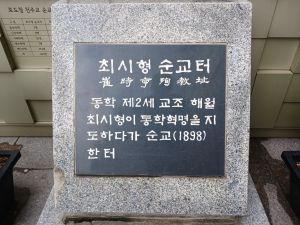 최시형 순교터
崔時亨 殉敎址
동학 제2세 교조 해월
최시형이 동학혁명을 지
도하다가 순교(1898)
한 터